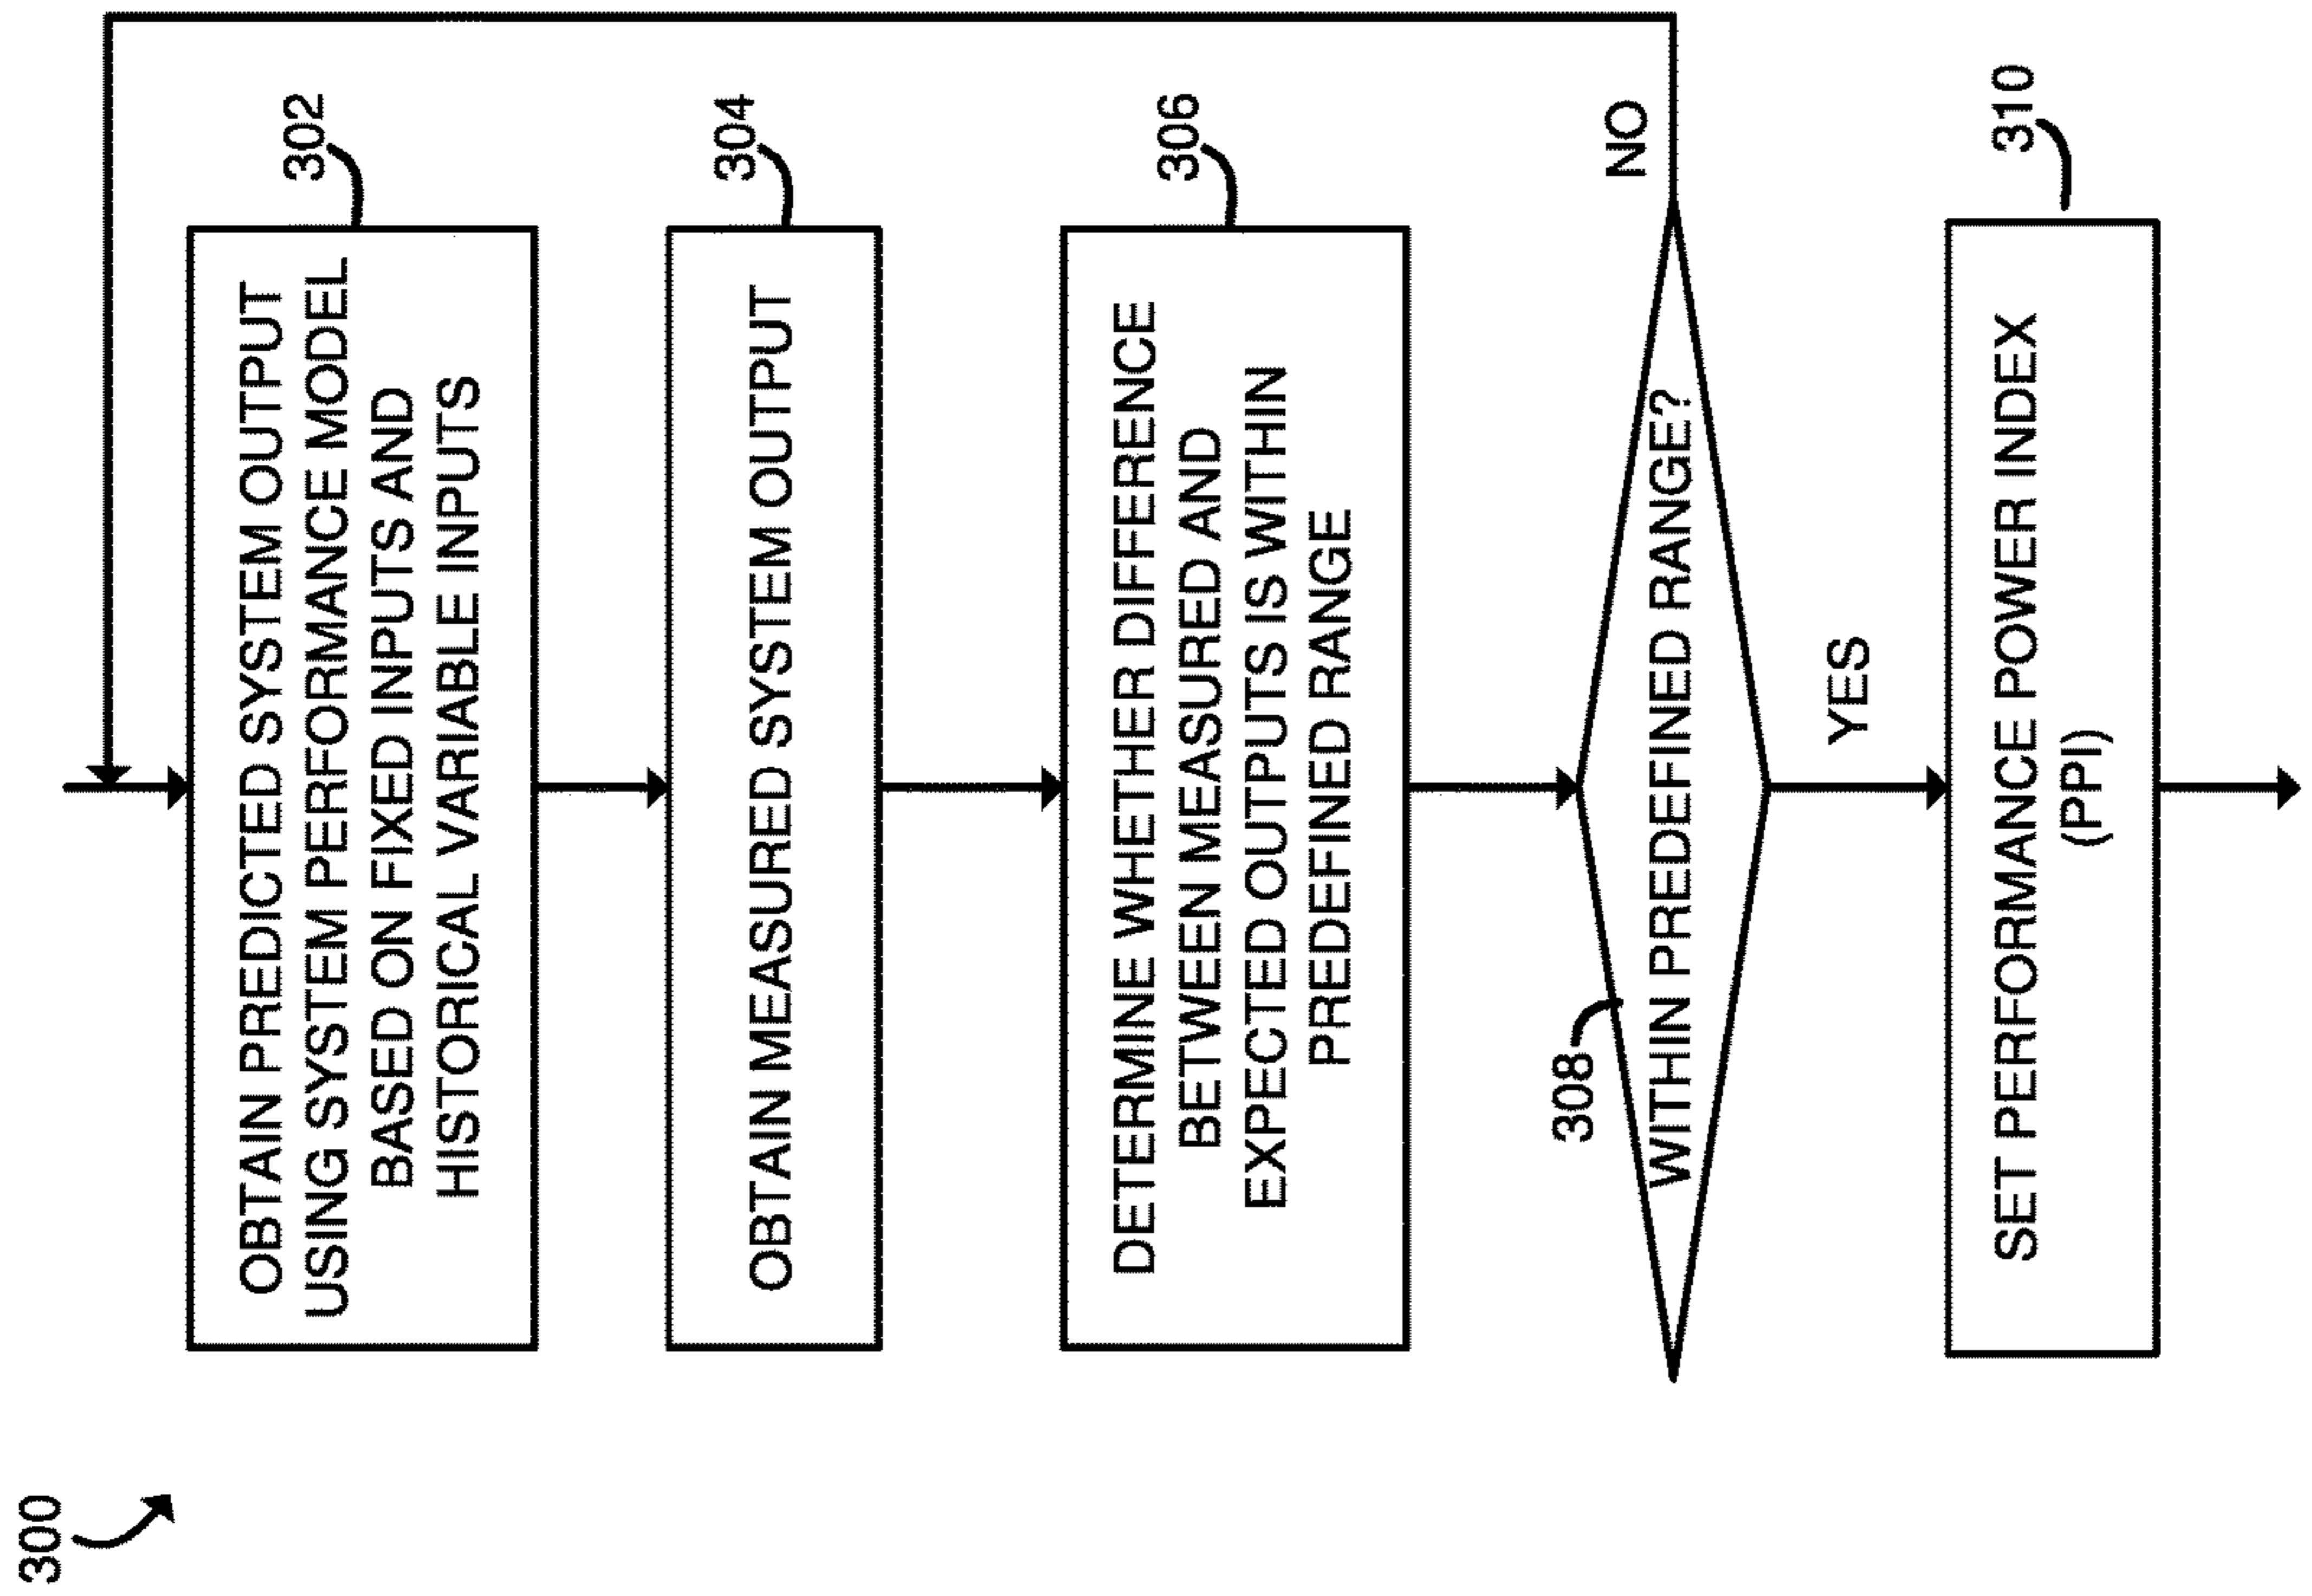 300
302
OBTAIN PREDICTED SYSTEM OUTPUT
USING SYSTEM PERFORMANCE MODEL
BASED ON FIXED INPUTS AND
HISTORICAL VARIABLE INPUTS
304
OBTAIN MEASURED SYSTEM OUTPUT
306
DETERMINE WHETHER DIFFERENCE
BETWEEN MEASURED AND
EXPECTED OUTPUTS IS WITHIN
PREDEFINED RANGE
308
NO
WITHIN PREDEFINED RANGE?
YES
310
SET PERFORMANCE POWER INDEX
(PPI)